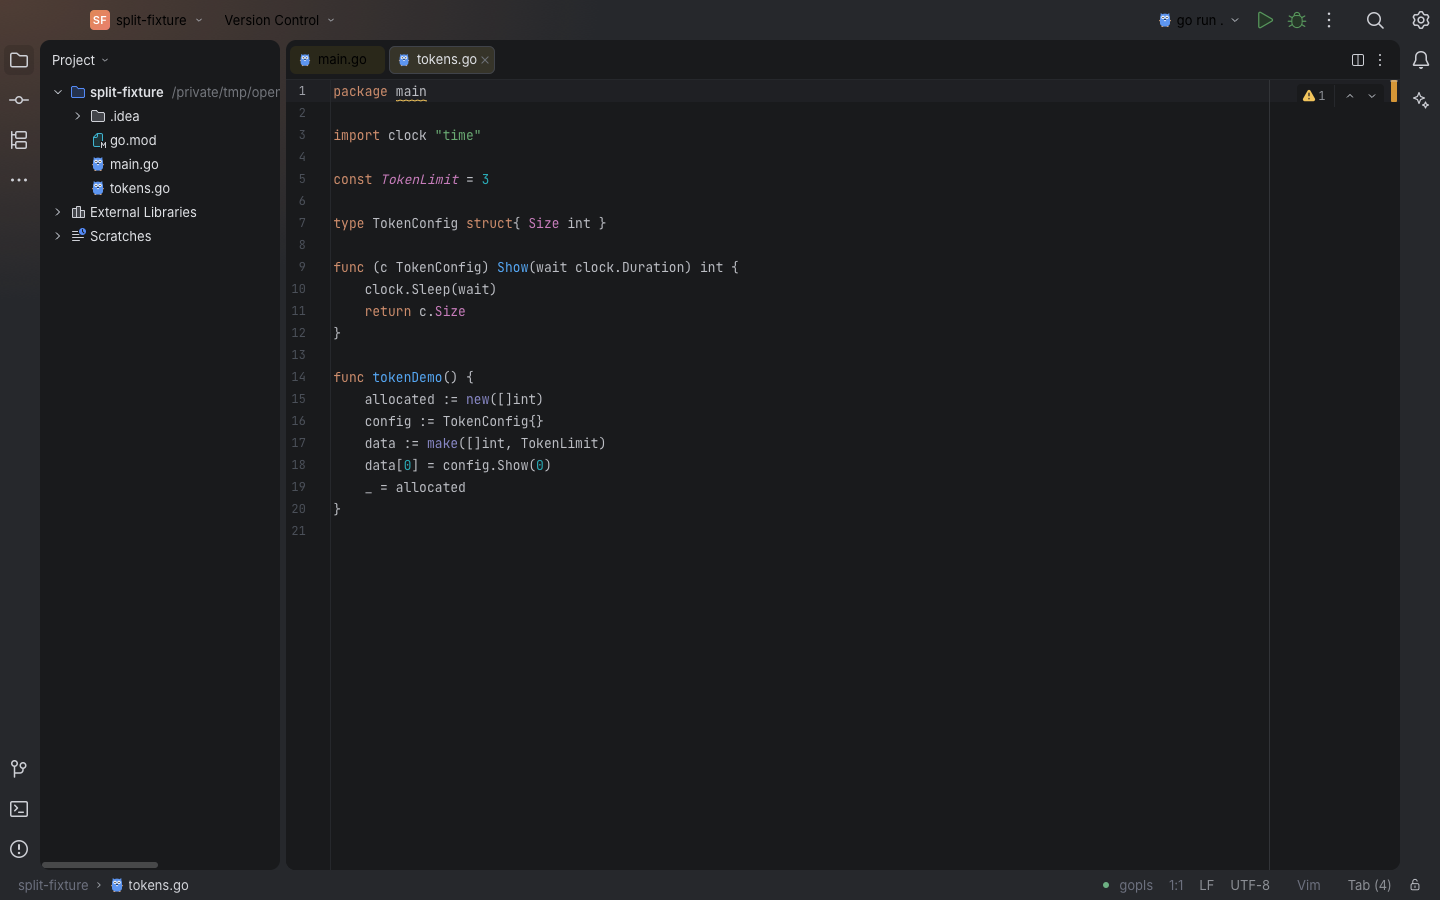 SF split-fixture Version Control go run .
Project
main.go tokens.go
split-fixture /private/tmp/oper
.idea
go.mod
main.go
tokens.go
External Libraries
Scratches
1 package main
2
3 import clock "time"
4
5 const TokenLimit = 3
6
7 type TokenConfig struct{ Size int }
8
9 func (c TokenConfig) Show(wait clock.Duration) int {
10 clock.Sleep(wait)
11 return c.Size
12 }
13
14 func tokenDemo() {
15 allocated := new([]int)
16 config := TokenConfig{}
17 data := make([]int, TokenLimit)
18 data[0] = config.Show(0)
19 _ = allocated
20 }
21
1
split-fixture › tokens.go gopls 1:1 LF UTF-8 Vim Tab (4)